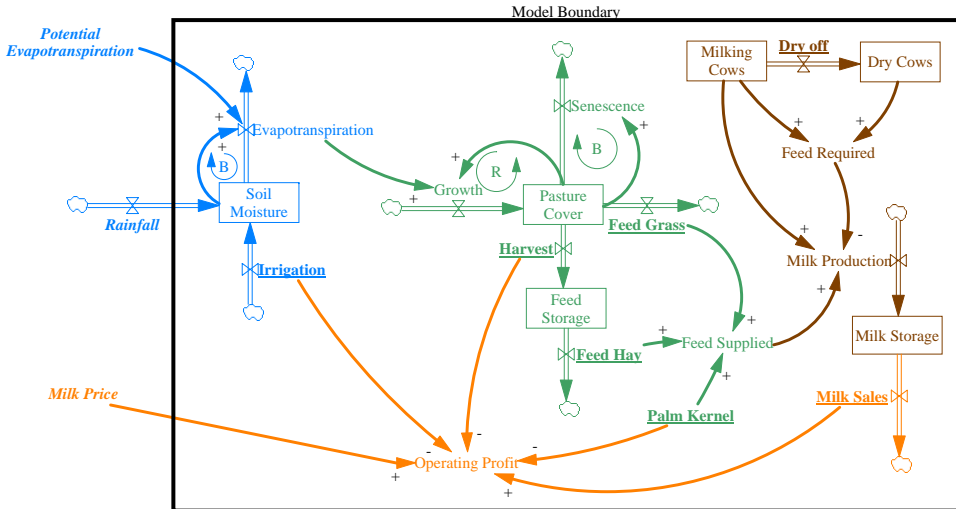 Model Boundary
Potential
Evapotranspiration
Milking
Cows
Dry off
Dry Cows
+
Evapotranspiration
+
B
Senescence
+
B
+
R
+
+
Feed Required
Growth
+
Soil
Moisture
Pasture
Cover
Rainfall
Feed Grass
Harvest
+
-
Milk Production
+
Irrigation
Feed
Storage
+
Feed Supplied
+
Feed Hay
+
Milk Storage
Milk Price
Palm Kernel
Milk Sales
-
-
-
+
Operating Profit
+
+